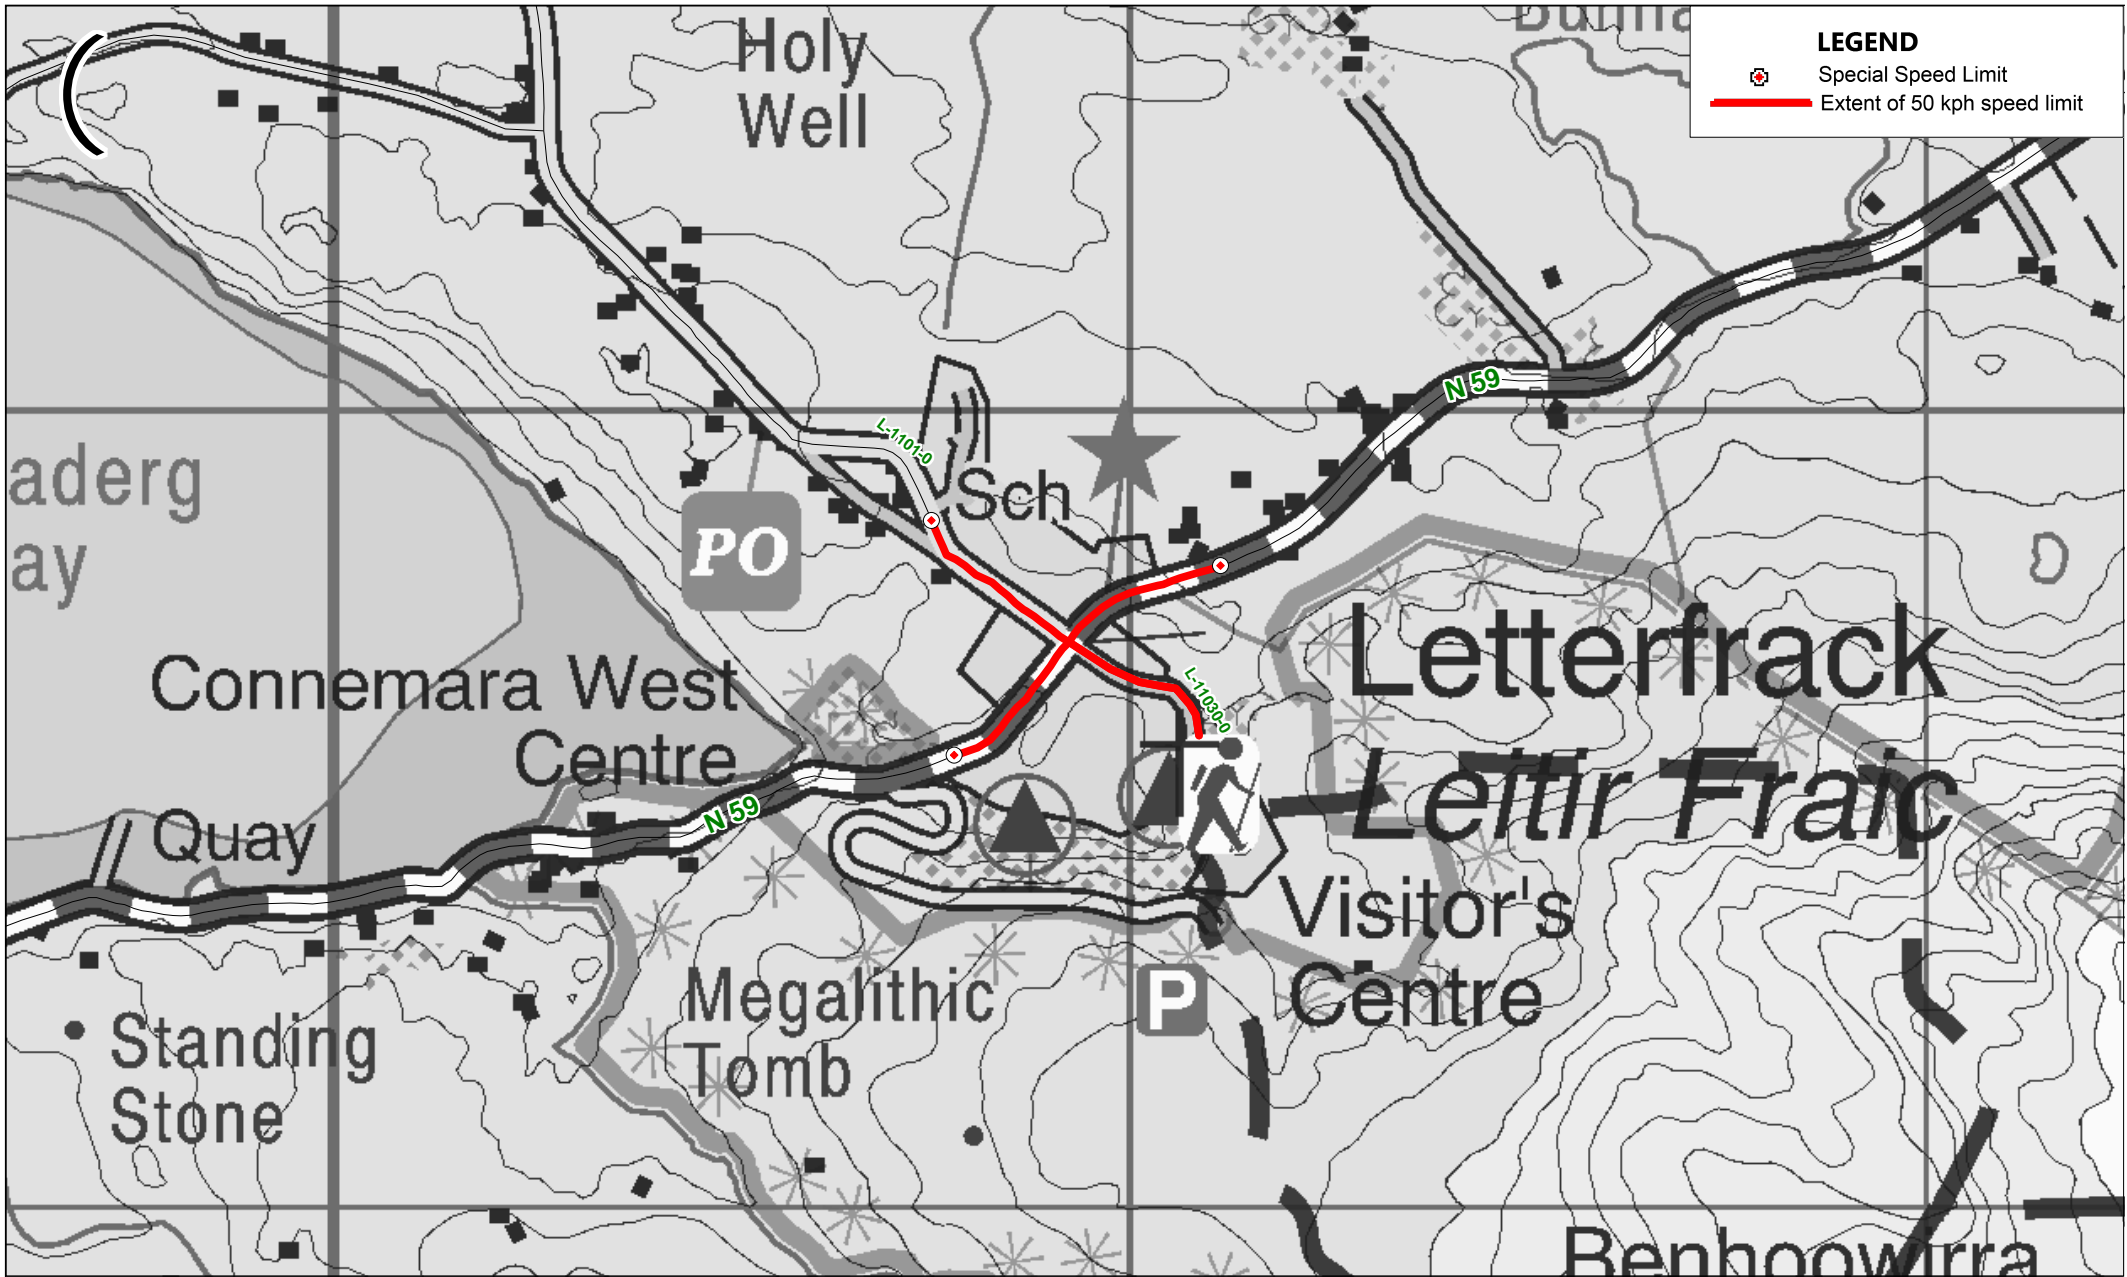 Holy
Well
LEGEND
Special Speed Limit
Extent of 50 kph speed limit
N 59
L-1101-0
aderg
ay
Sch
PO
Letterfrack
Connemara West
Centre
L-11030-0
Leitir Fraic
N 59
Quay
Visitor's
Centre
Megalithic
Tomb
P
Standing
Stone
Benhoowirra